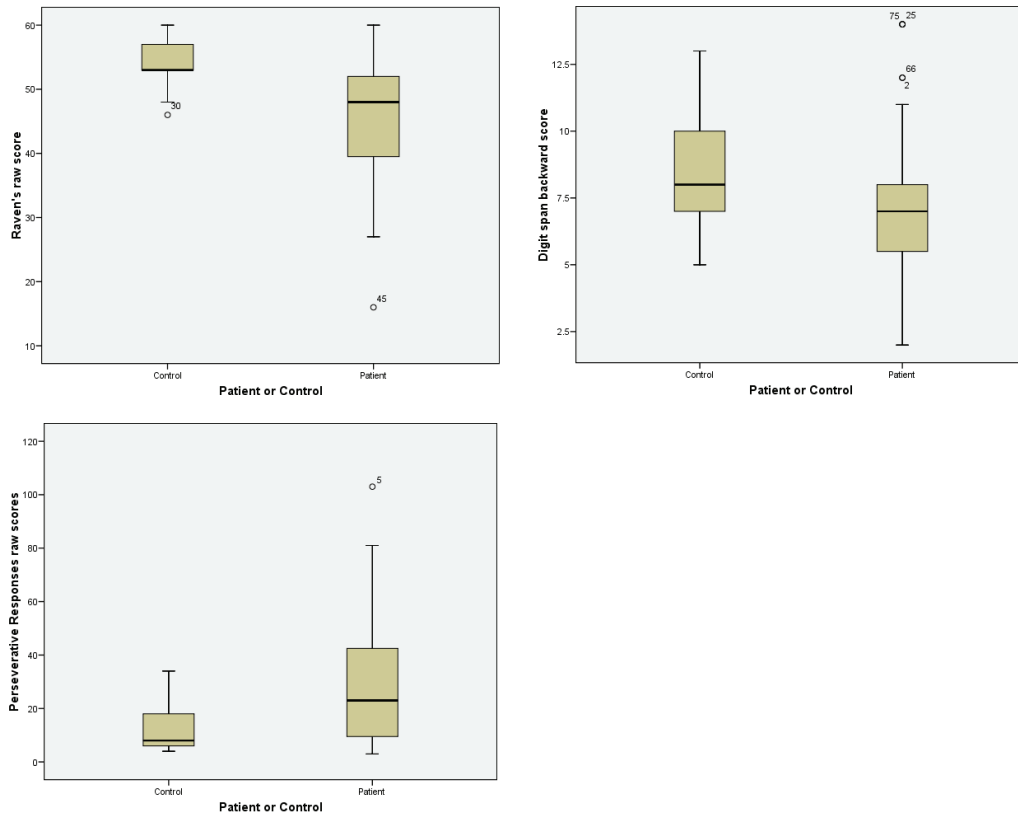 Raven's raw score
60
50
40
30
20
10
30
45
Control
Patient
Patient or Control
Digit span backward score
12.5
10
7.5
5
2.5
75 25
66
2
Control
Patient
Patient or Control
Perseverative Responses raw scores
120
100
80
60
40
20
0
5
Control
Patient
Patient or Control